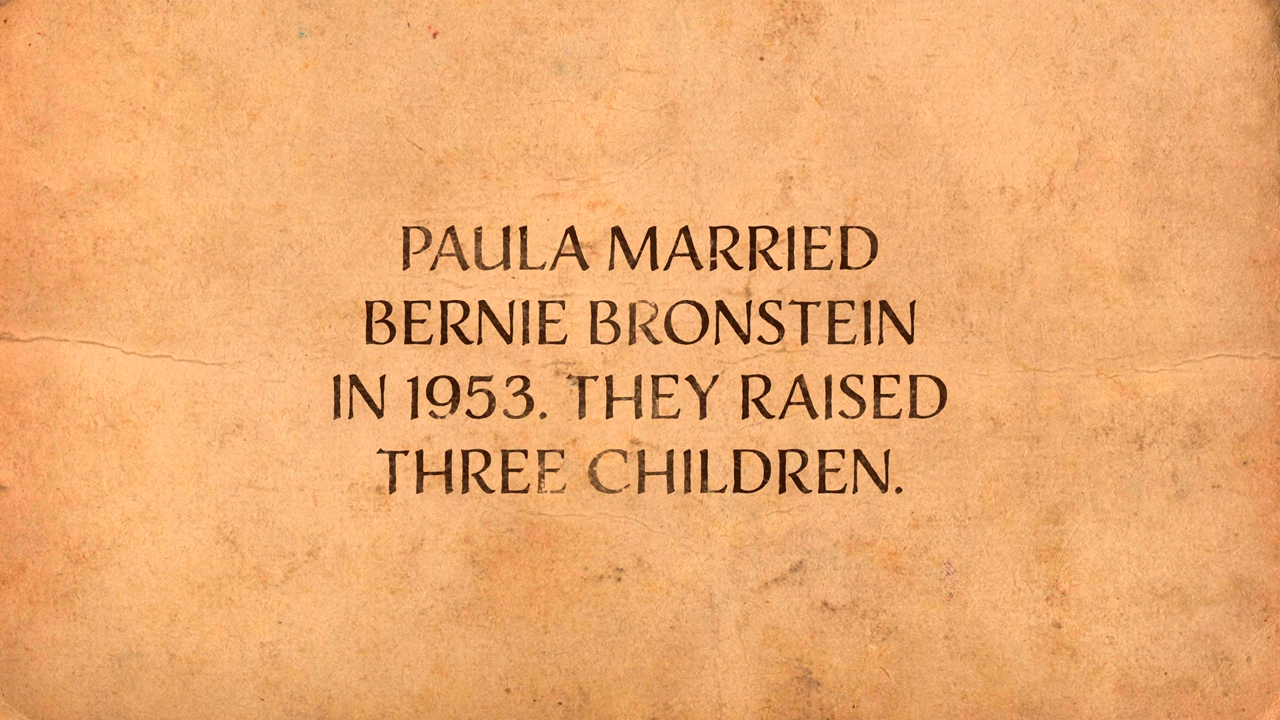 PAULA MARRIED
BERNIE BRONSTEIN
IN 1953. THEY RAISED
THREE CHILDREN.